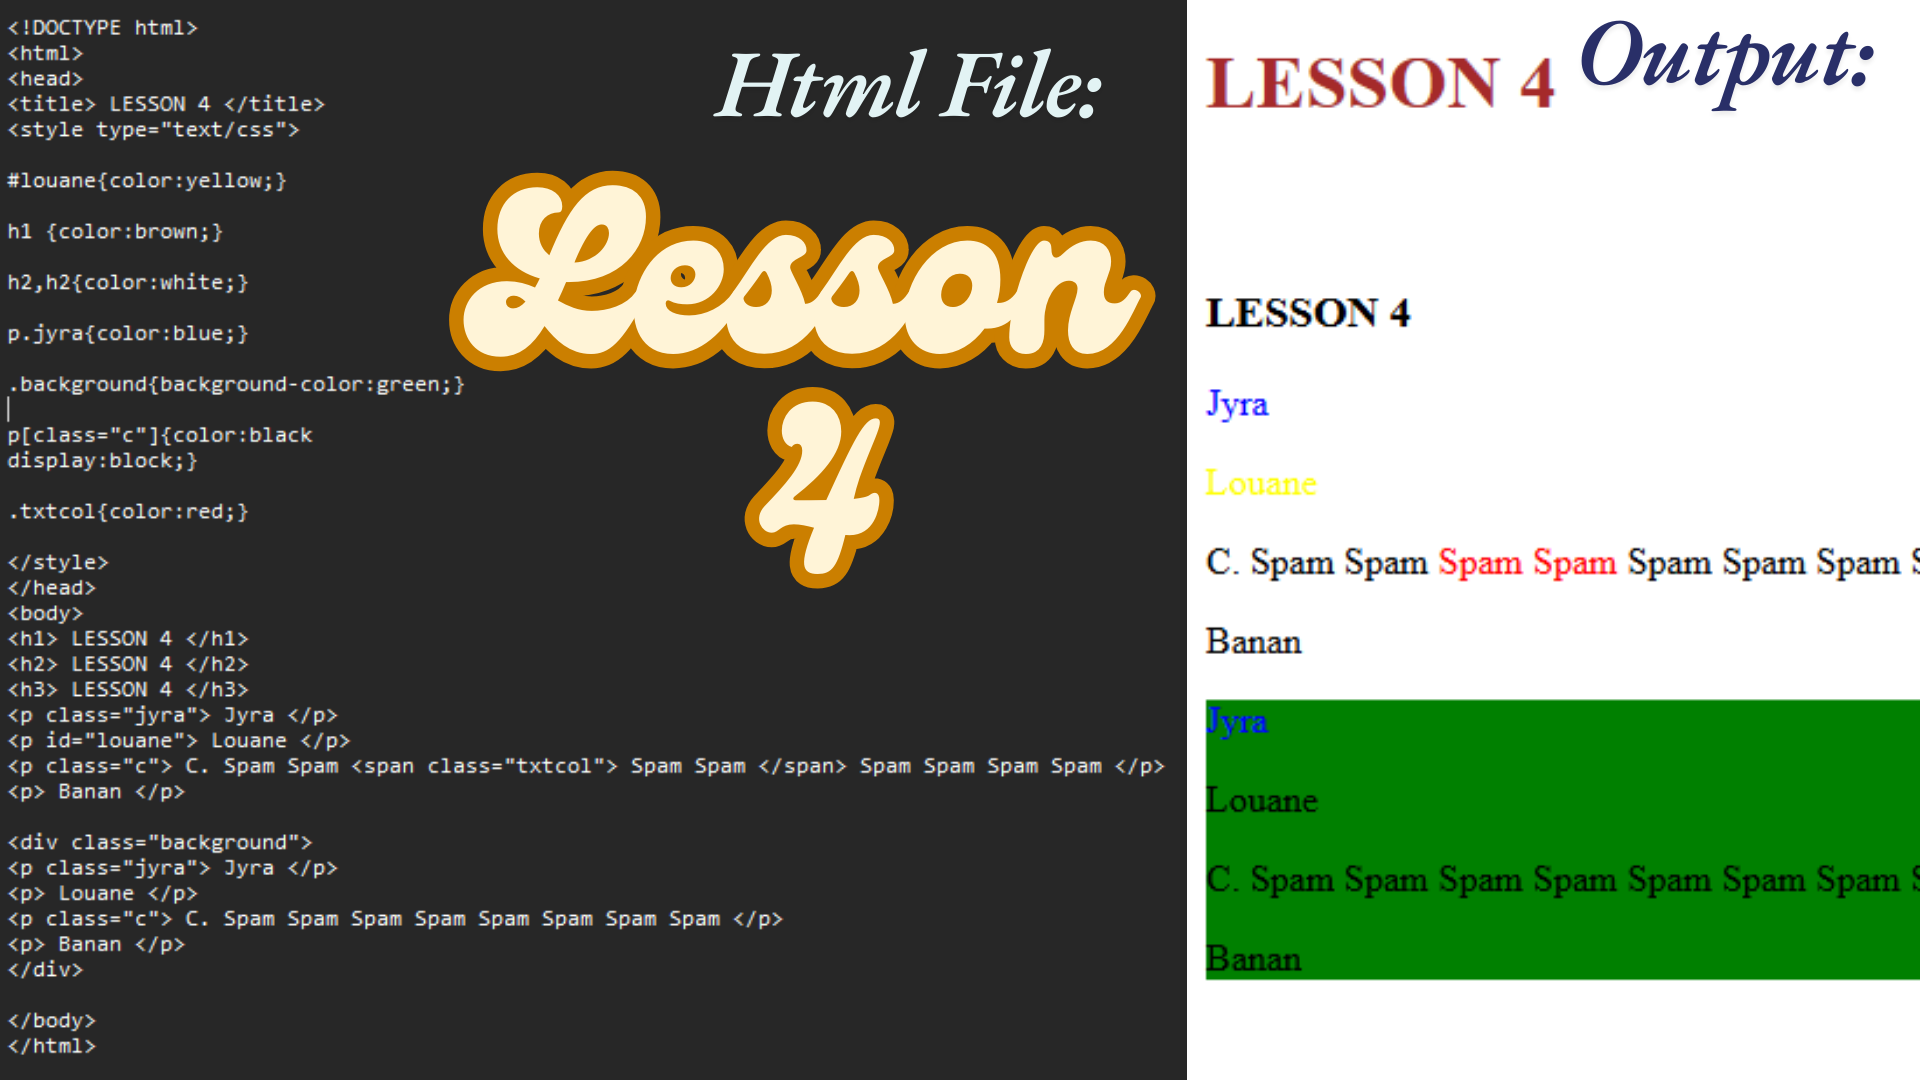 <!DOCTYPE html>
<html>
<head>
<title> LESSON 4 </title>
<style type="text/css">
#louane{color:yellow;}
h1 {color:brown;}
h2,h2{color:white;}
p.jyra{color:blue;}
.background{background-color:green;}
p[class="c"]{color:black
display:block;}
.txtcol{color:red;}
</style>
</head>
<body>
<h1> LESSON 4 </h1>
<h2> LESSON 4 </h2>
<h3> LESSON 4 </h3>
<p class="jyra"> Jyra </p>
<p id="louane"> Louane </p>
<p class="c"> C. Spam Spam <span class="txtcol"> Spam Spam </span> Spam Spam Spam Spam </p>
<p> Banan </p>
<div class="background">
<p class="jyra"> Jyra </p>
<p> Louane </p>
<p class="c"> C. Spam Spam Spam Spam Spam Spam Spam Spam </p>
<p> Banan </p>
</div>
</body>
</html>
Html File:
Lesson
4
Output:
LESSON 4
LESSON 4
Jyra
Louane
C. Spam Spam Spam Spam Spam Spam Spam S
Banan
Jyra
Louane
C. Spam Spam Spam Spam Spam Spam Spam S
Banan